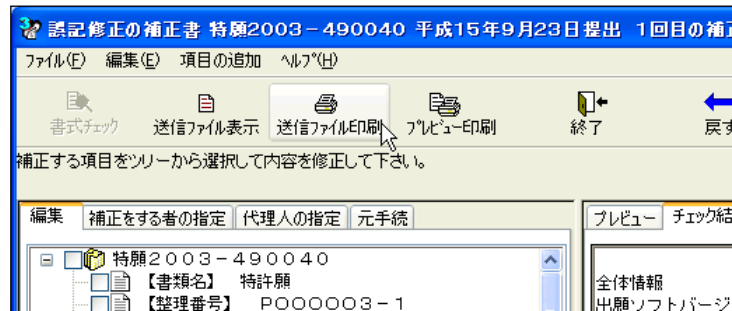 誤記修正の補正書 特願2003-490040 平成15年9月23日提出 1回目の補正
ファイル(F) 編集(E) 項目の追加 ヘルプ(H)
書式チェック 送信ファイル表示 送信ファイル印刷 プレビュー印刷 終了 戻す
補正する項目をツリーから選択して内容を修正して下さい。
編集 補正をする者の指定 代理人の指定 元手続 プレビュー チェック結
特願2003-490040
【書類名】 特許願
【整理番号】 P000003-1
全体情報
出願ソフトバージ